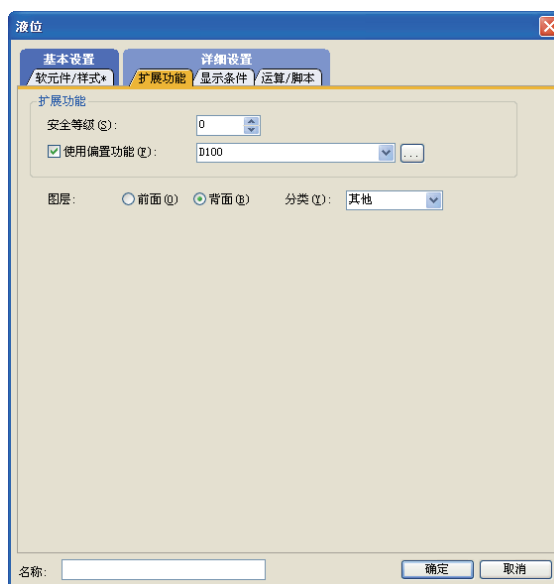 液位
基本设置 详细设置
软元件/样式* 扩展功能 显示条件 运算/脚本
扩展功能
安全等级(S): 0
使用偏置功能(F): D100 ...
图层: 前面(O) 背面(B) 分类(Y): 其他
名称: 确定 取消